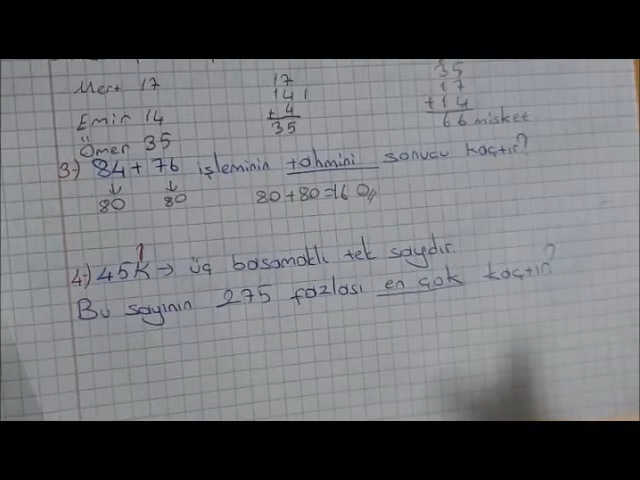 Mert 17
Emin 14
Ömer 35
17
141
+ 4
35
35
17
+ 14
66 misket
3) 84 + 76 işleminin tahmini sonucu kaçtır?
80 80 80 + 80 = 160
4) 45K → üç basamaklı tek sayıdır.
Bu sayının 275 fazlası en çok kaçtır?